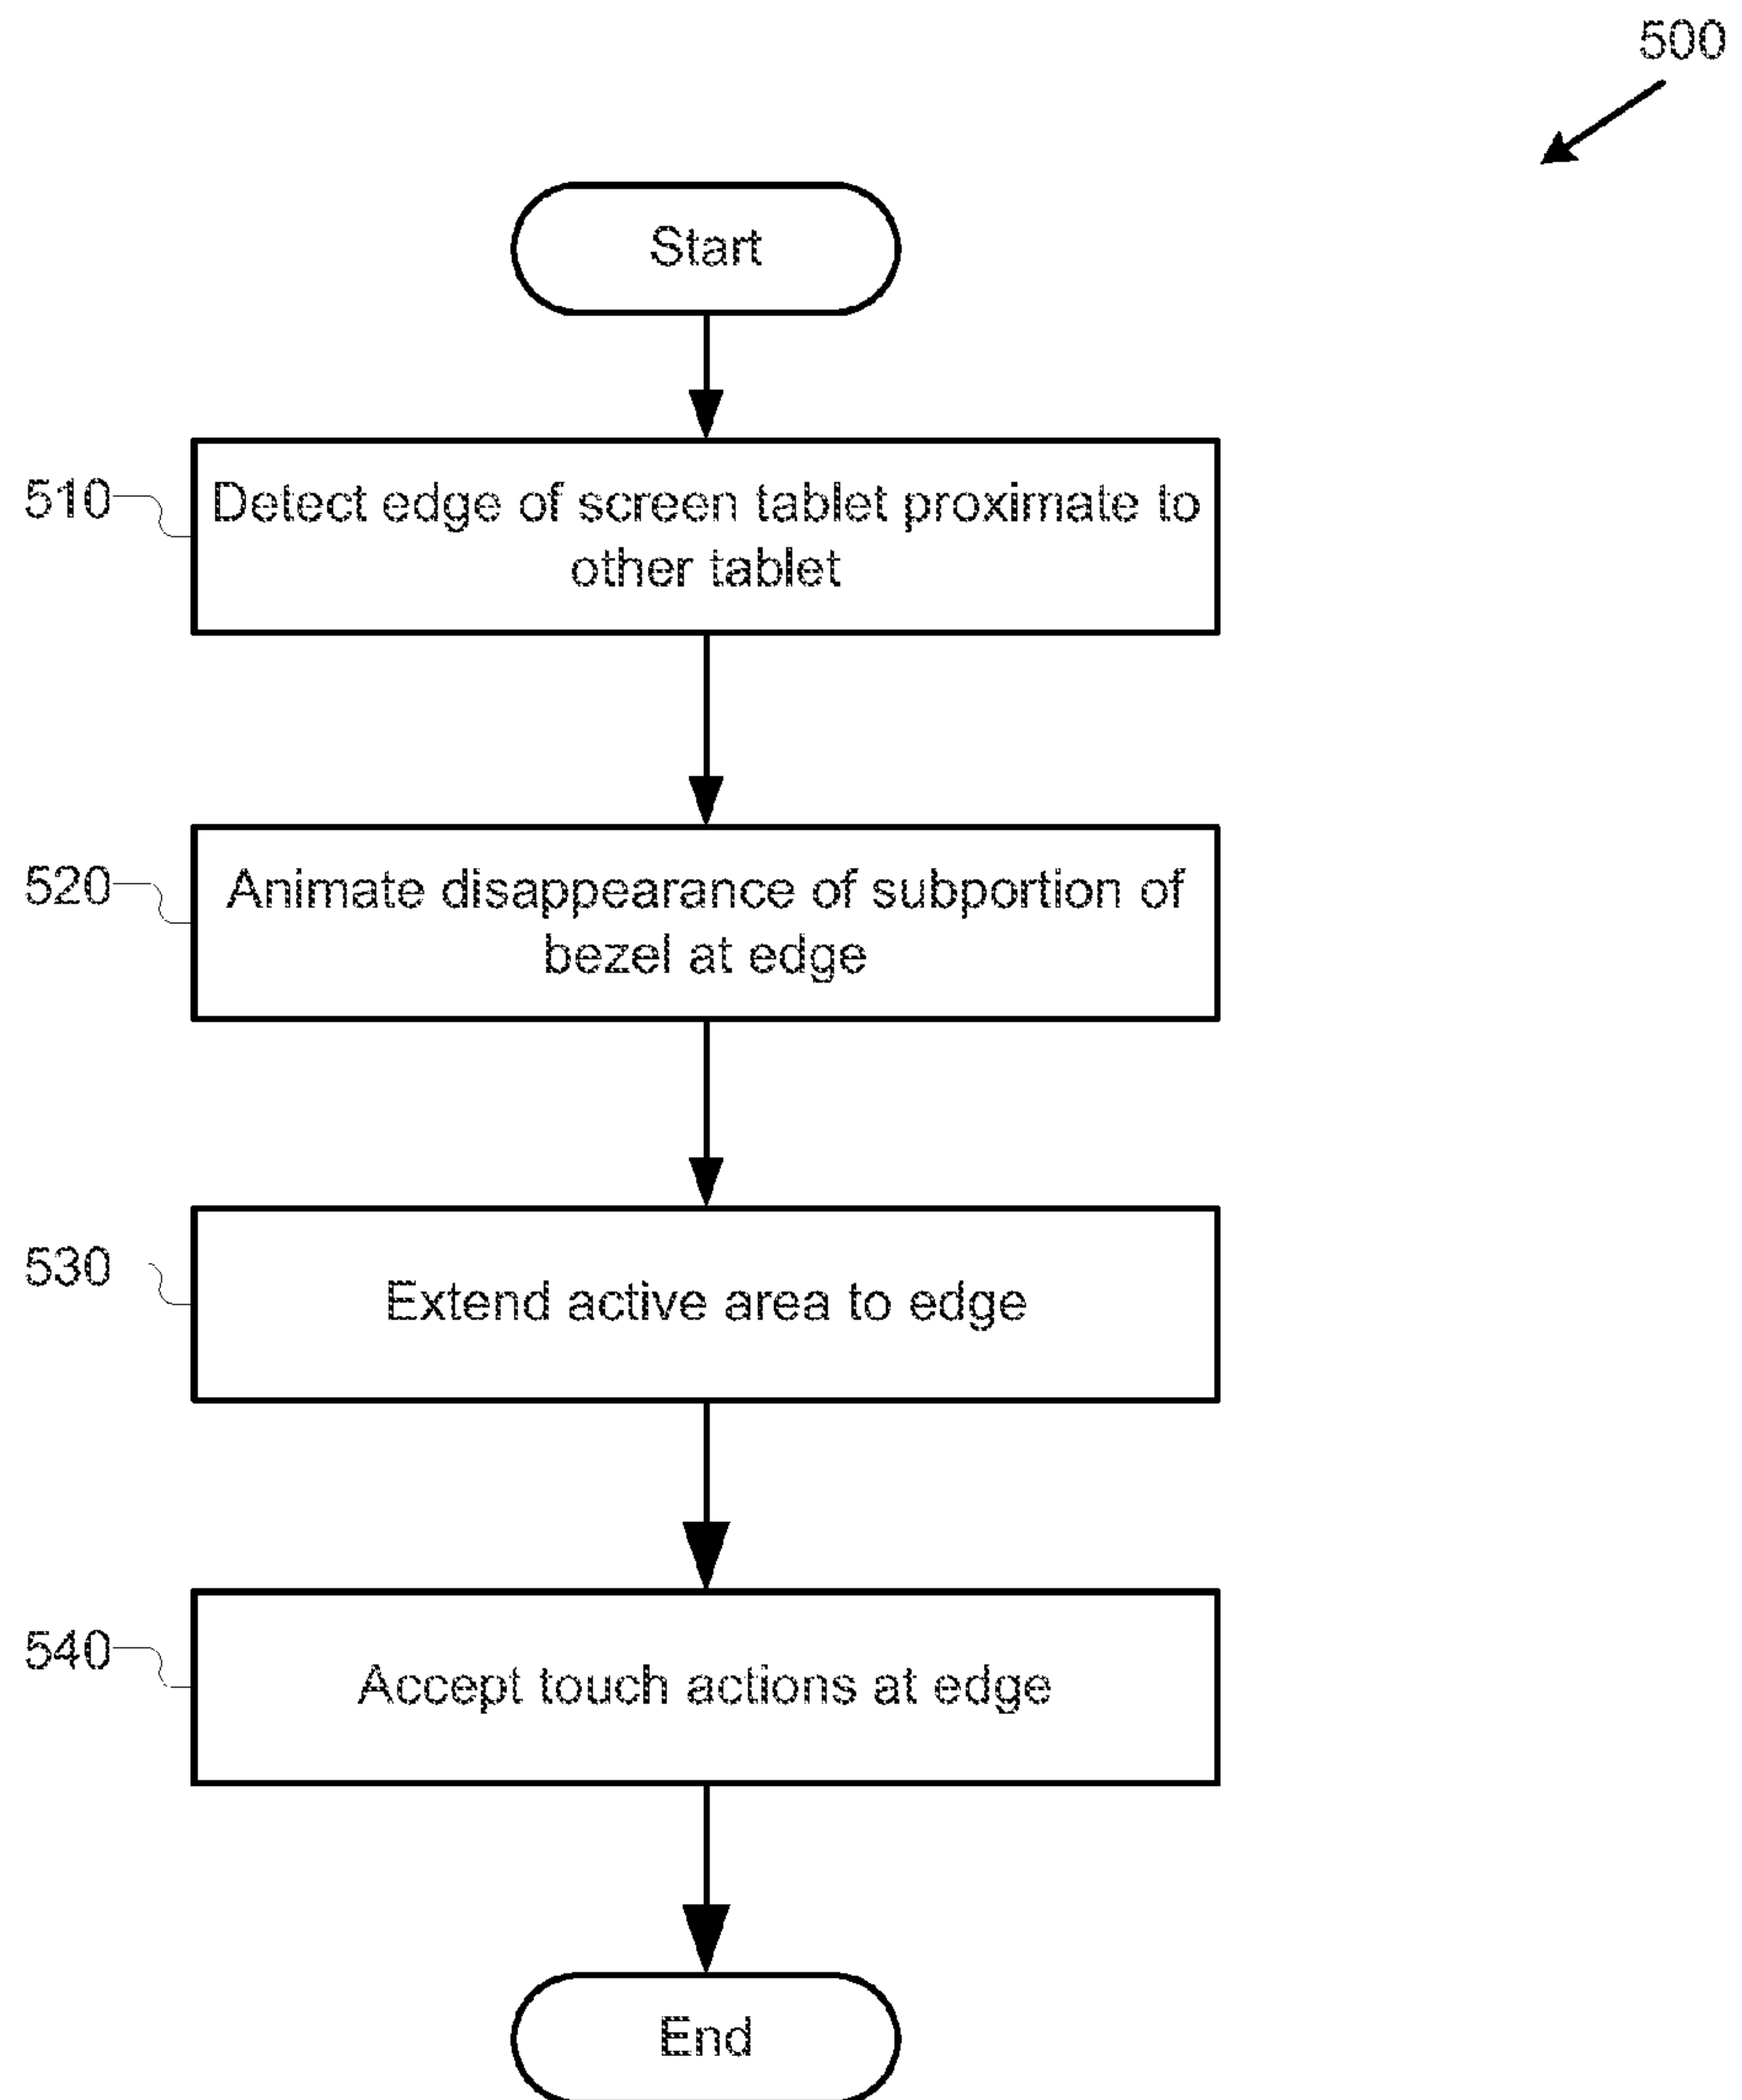 500
Start
510
Detect edge of screen tablet proximate to
other tablet
520
Animate disappearance of subportion of
bezel at edge
530
Extend active area to edge
540
Accept touch actions at edge
End